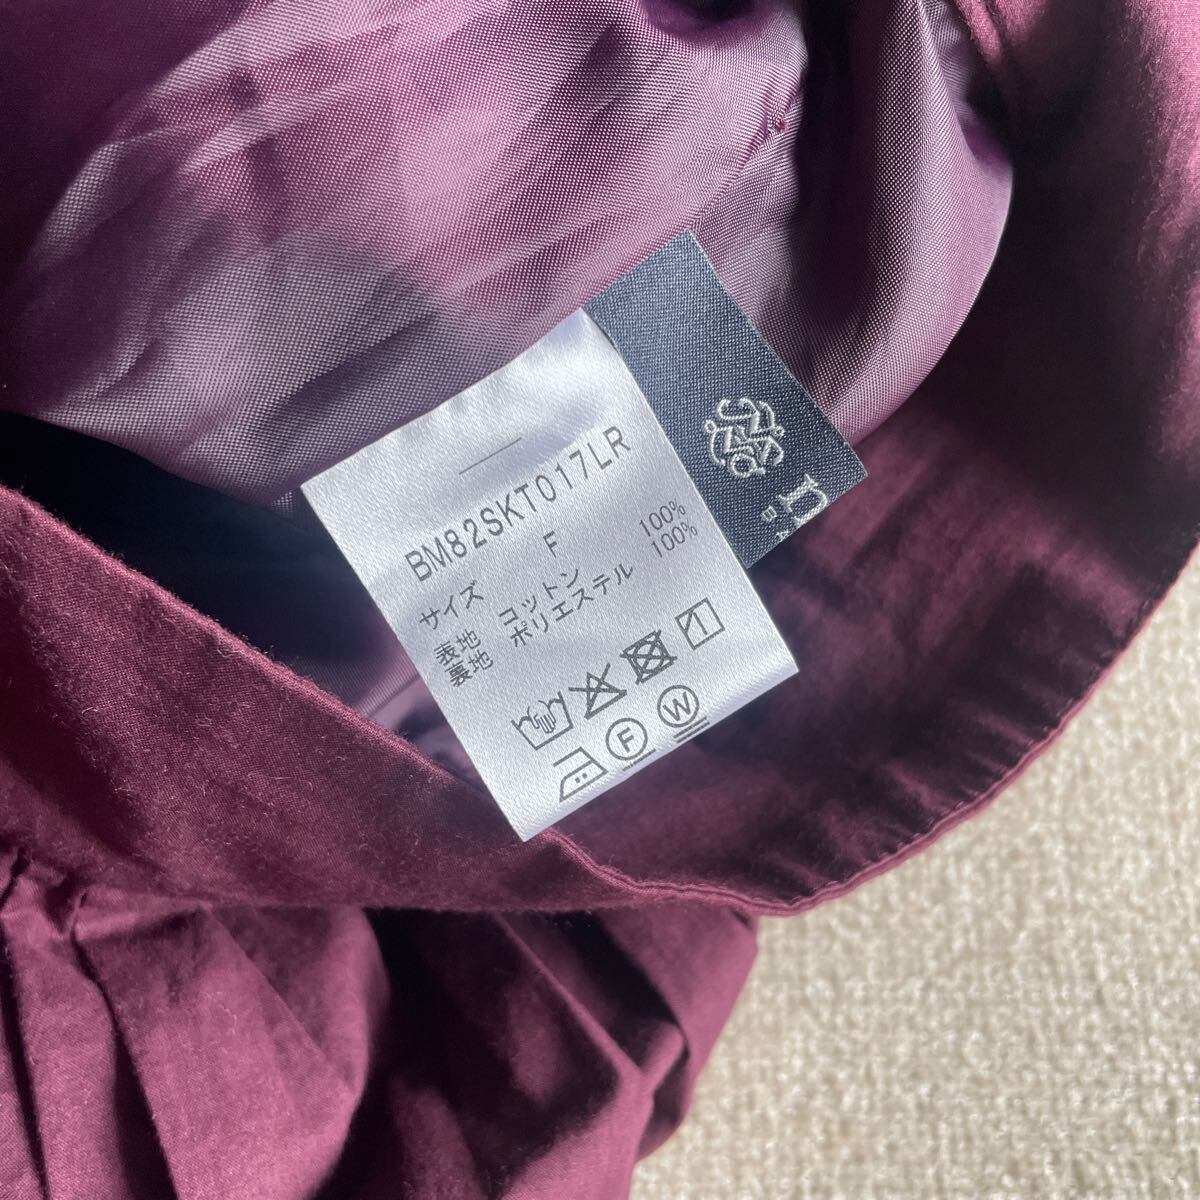 BM82SKT017LR
サイズ F
表地 コットン 100%
裏地 ポリエステル 100%
F W
n